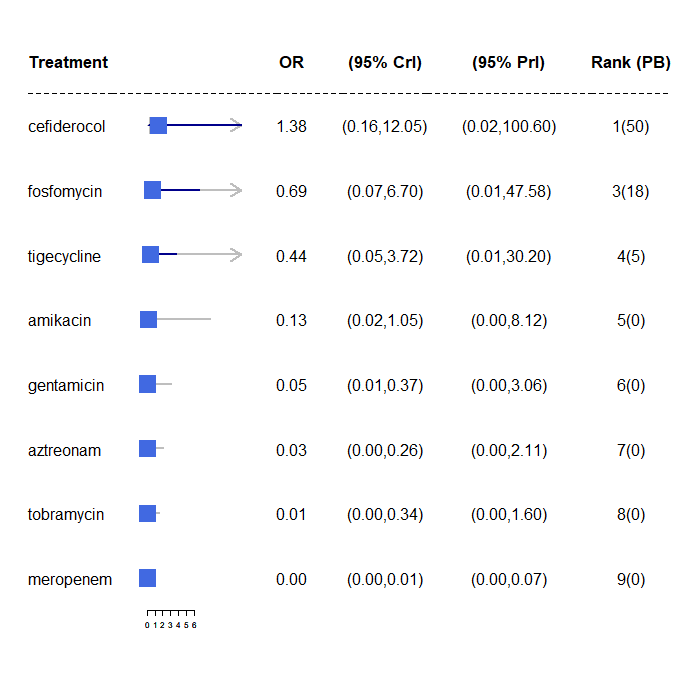 Treatment OR (95% CrI) (95% PrI) Rank (PB)
cefiderocol 1.38 (0.16,12.05) (0.02,100.60) 1(50)
fosfomycin 0.69 (0.07,6.70) (0.01,47.58) 3(18)
tigecycline 0.44 (0.05,3.72) (0.01,30.20) 4(5)
amikacin 0.13 (0.02,1.05) (0.00,8.12) 5(0)
gentamicin 0.05 (0.01,0.37) (0.00,3.06) 6(0)
aztreonam 0.03 (0.00,0.26) (0.00,2.11) 7(0)
tobramycin 0.01 (0.00,0.34) (0.00,1.60) 8(0)
meropenem 0.00 (0.00,0.01) (0.00,0.07) 9(0)
0 1 2 3 4 5 6